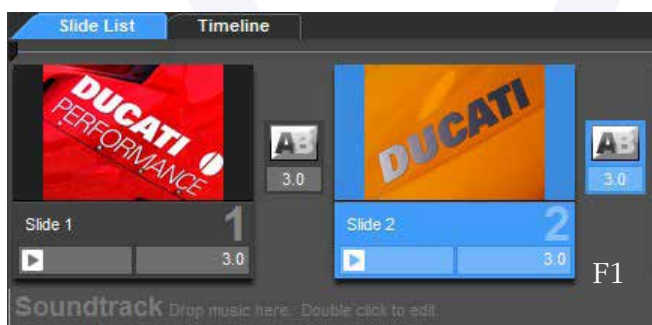 Slide List Timeline
DUCATI
PERFORMANCE
AB
3.0
Slide 1 1
3.0
DUCATI
AB
3.0
Slide 2 2
3.0
F1
Soundtrack Drop music here. Double click to edit.